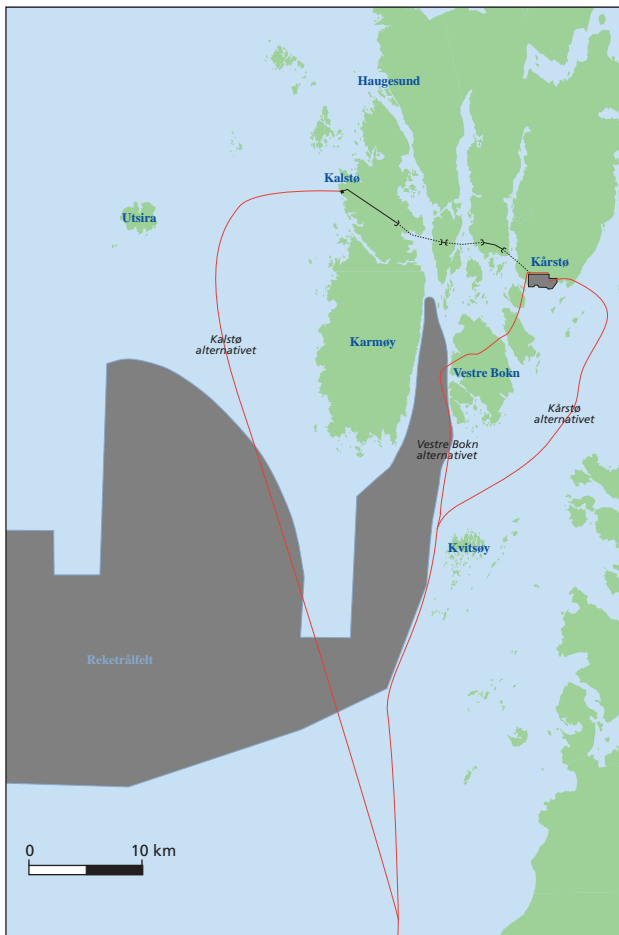 Haugesund
Kalstø
Utsira
Kårstø
Kalstø
alternativet
Karmøy
Vestre Bokn
Kårstø
alternativet
Vestre Bokn
alternativet
Kvitsøy
Reketrålfelt
0 10 km